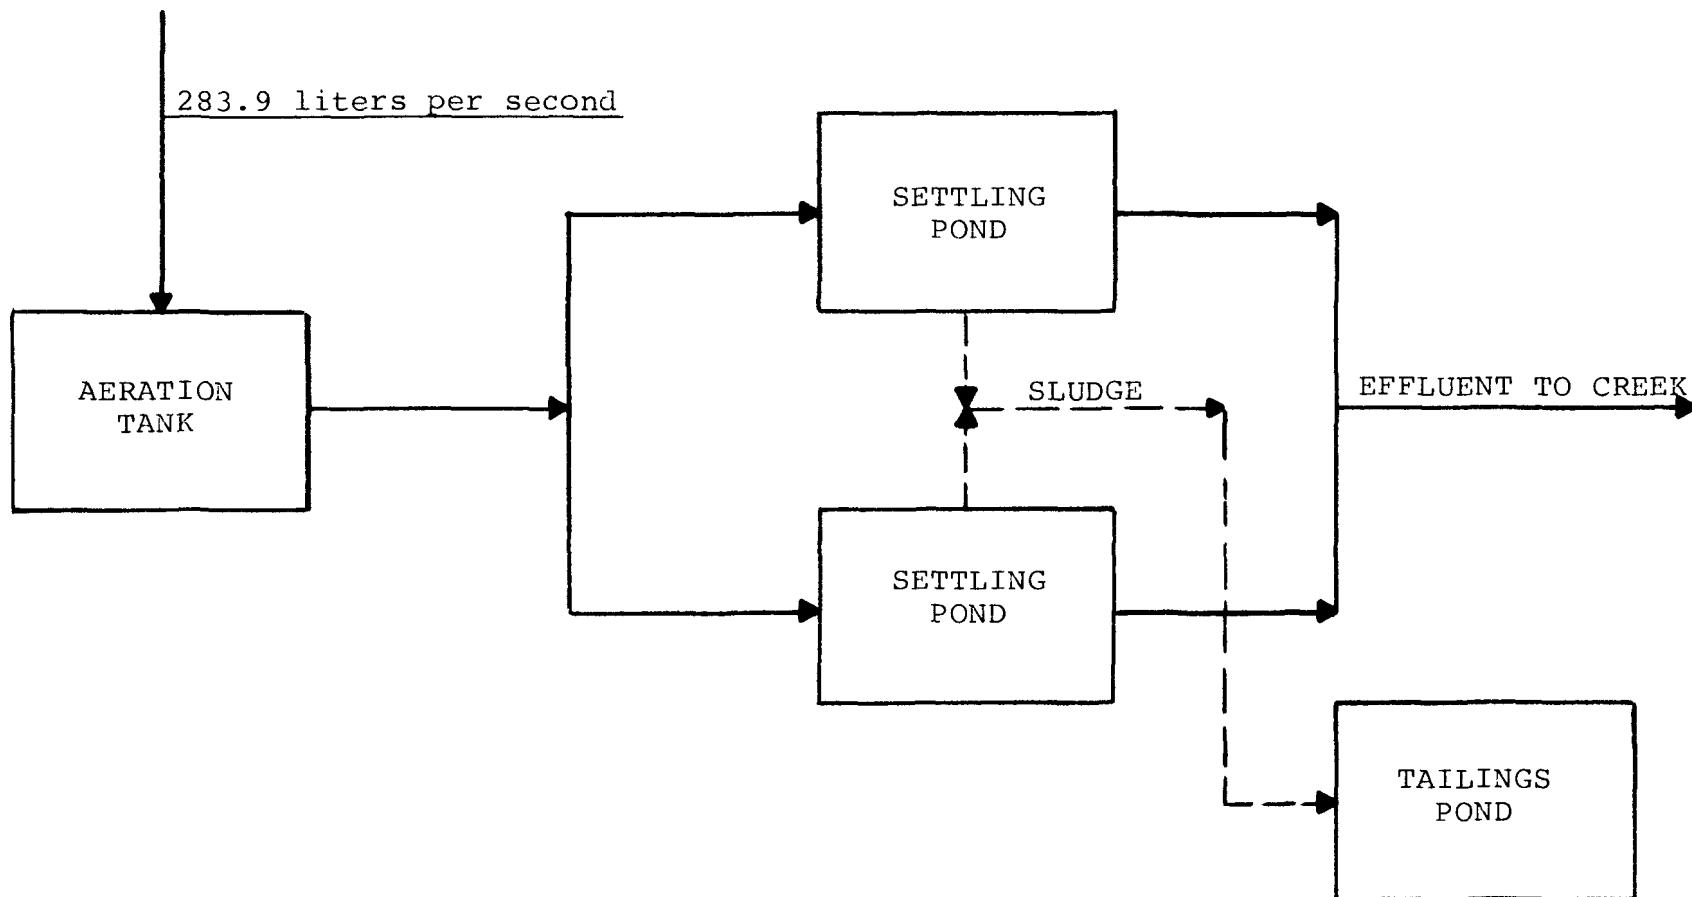 283.9 liters per second
SETTLING
POND
AERATION
TANK
SLUDGE
EFFLUENT TO CREEK
SETTLING
POND
TAILINGS
POND